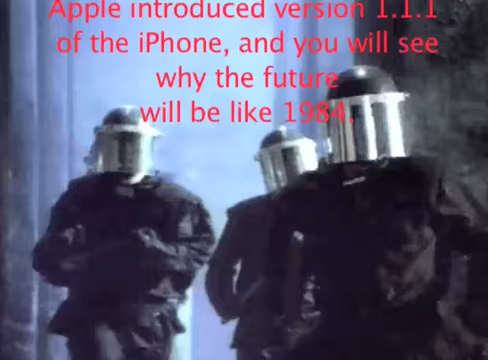 Apple introduced version 1.1.1
of the iPhone, and you will see
why the future
will be like 1984.